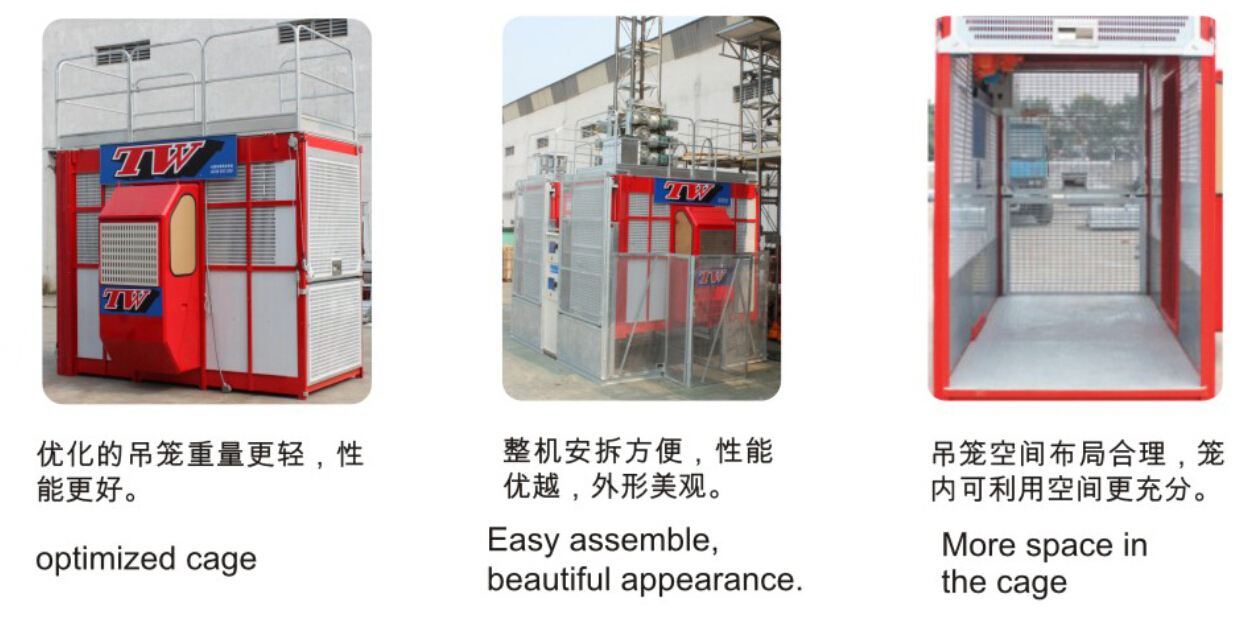 TW
TW
TW
TW
优化的吊笼重量更轻，性
能更好。
optimized cage
整机安拆方便，性能
优越，外形美观。
Easy assemble,
beautiful appearance.
吊笼空间布局合理，笼
内可利用空间更充分。
More space in
the cage